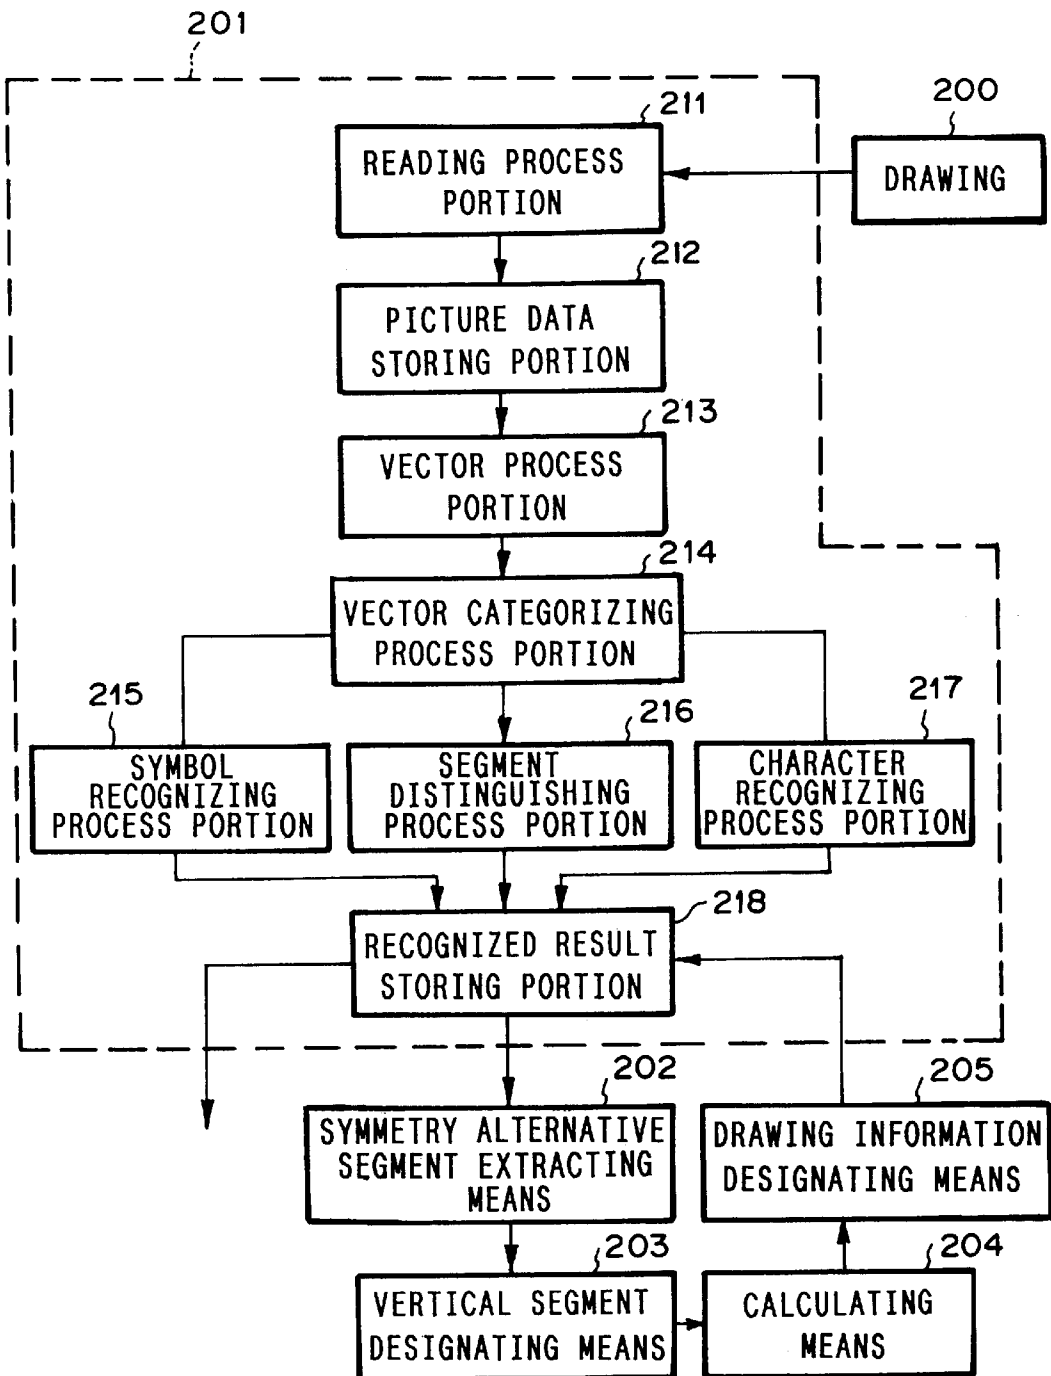 201
211
200
READING PROCESS
PORTION
DRAWING
212
PICTURE DATA
STORING PORTION
213
VECTOR PROCESS
PORTION
214
VECTOR CATEGORIZING
PROCESS PORTION
215
216
217
SYMBOL
RECOGNIZING
PROCESS PORTION
SEGMENT
DISTINGUISHING
PROCESS PORTION
CHARACTER
RECOGNIZING
PROCESS PORTION
218
RECOGNIZED RESULT
STORING PORTION
202
205
SYMMETRY ALTERNATIVE
SEGMENT EXTRACTING
MEANS
DRAWING INFORMATION
DESIGNATING MEANS
203
204
VERTICAL SEGMENT
DESIGNATING MEANS
CALCULATING
MEANS